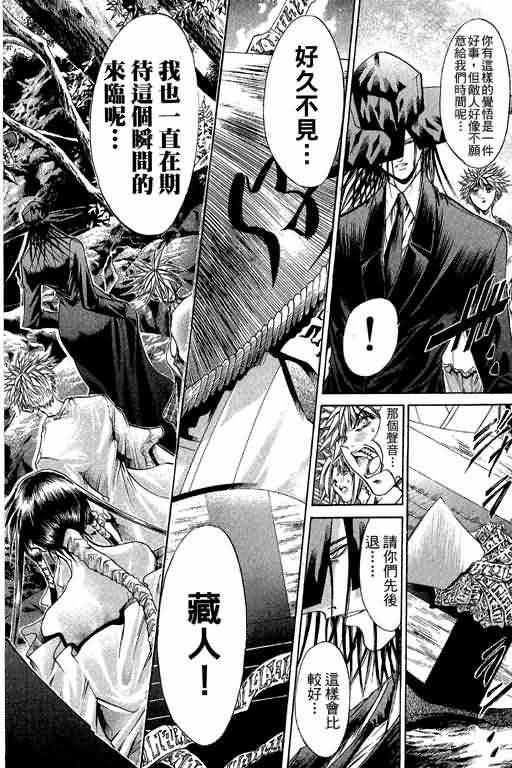 你有這樣的覺悟是一件
好事，但敵人好像不願
意給我們時間呢…
！
那個聲音…
請你們先後
退……
這樣會比
較好…
好久不見…
藏人！
我也一直在期
待這個瞬間的
來臨呢…